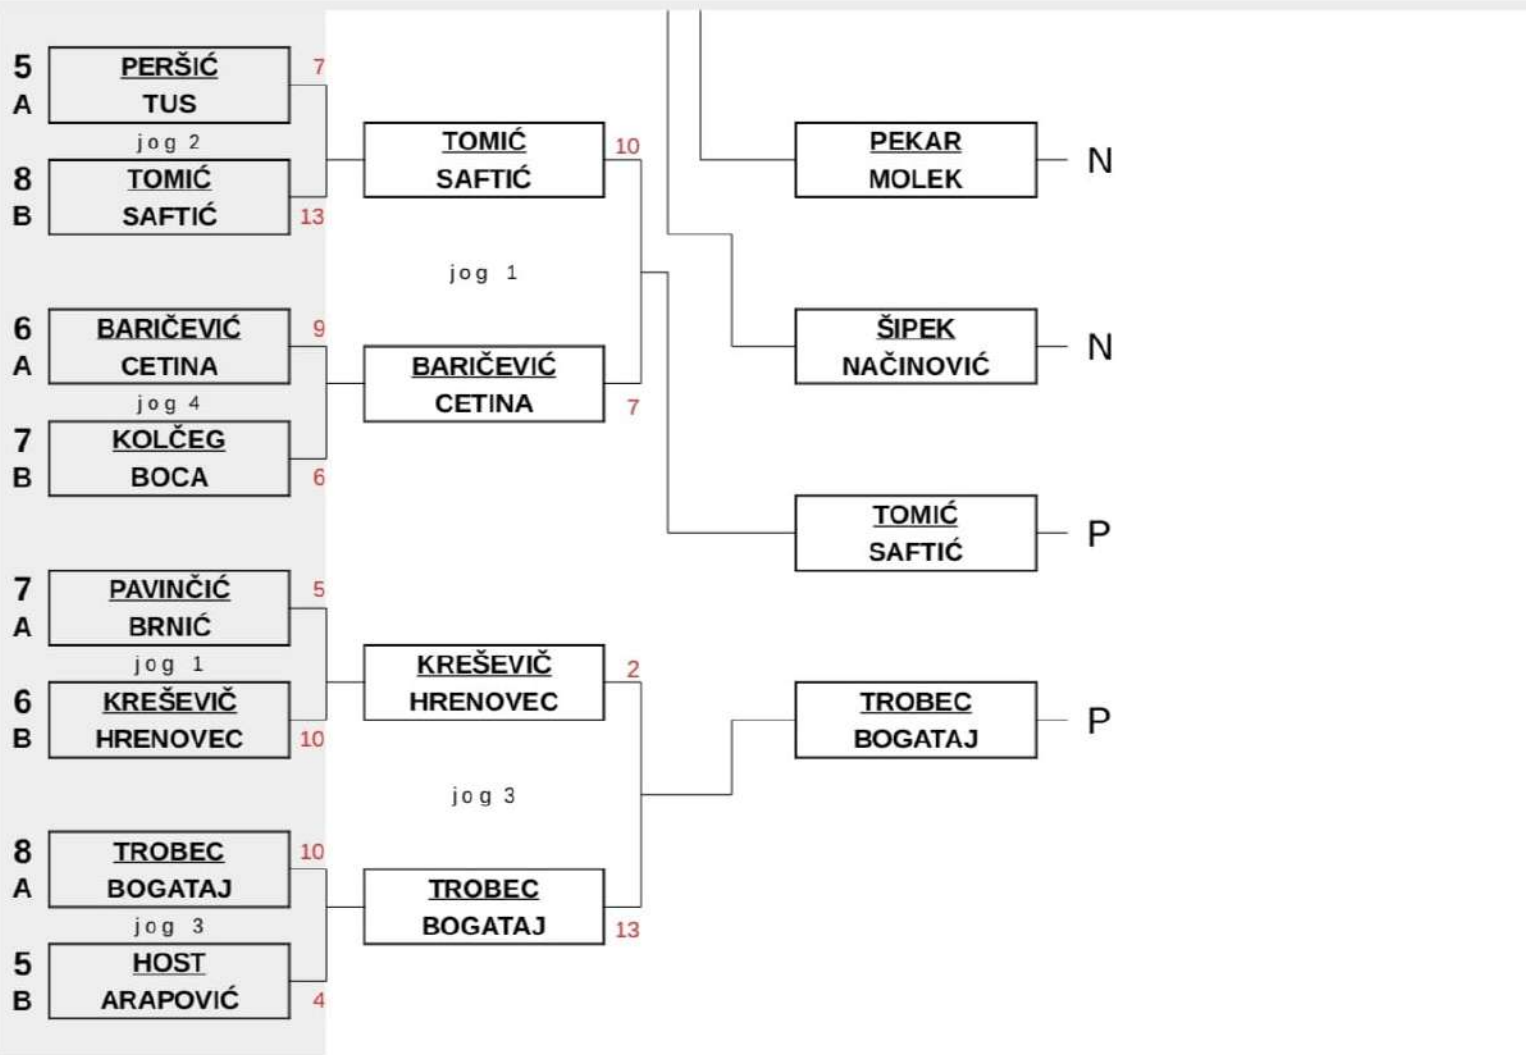 5 PERŠIĆ 7
A TUS
jog 2
8 TOMIĆ
B SAFTIĆ 13
6 BARIČEVIĆ 9
A CETINA
jog 4
7 KOLČEG
B BOCA 6
7 PAVINČIĆ 5
A BRNIĆ
jog 1
6 KREŠEVIČ
B HRENOVEC 10
8 TROBEC 10
A BOGATAJ
jog 3
5 HOST
B ARAPOVIĆ 4
TOMIĆ 10
SAFTIĆ
jog 1
BARIČEVIĆ
CETINA 7
KREŠEVIČ 2
HRENOVEC
jog 3
TROBEC
BOGATAJ 13
PEKAR
MOLEK N
ŠIPEK
NAČINOVIĆ N
TOMIĆ
SAFTIĆ P
TROBEC
BOGATAJ P